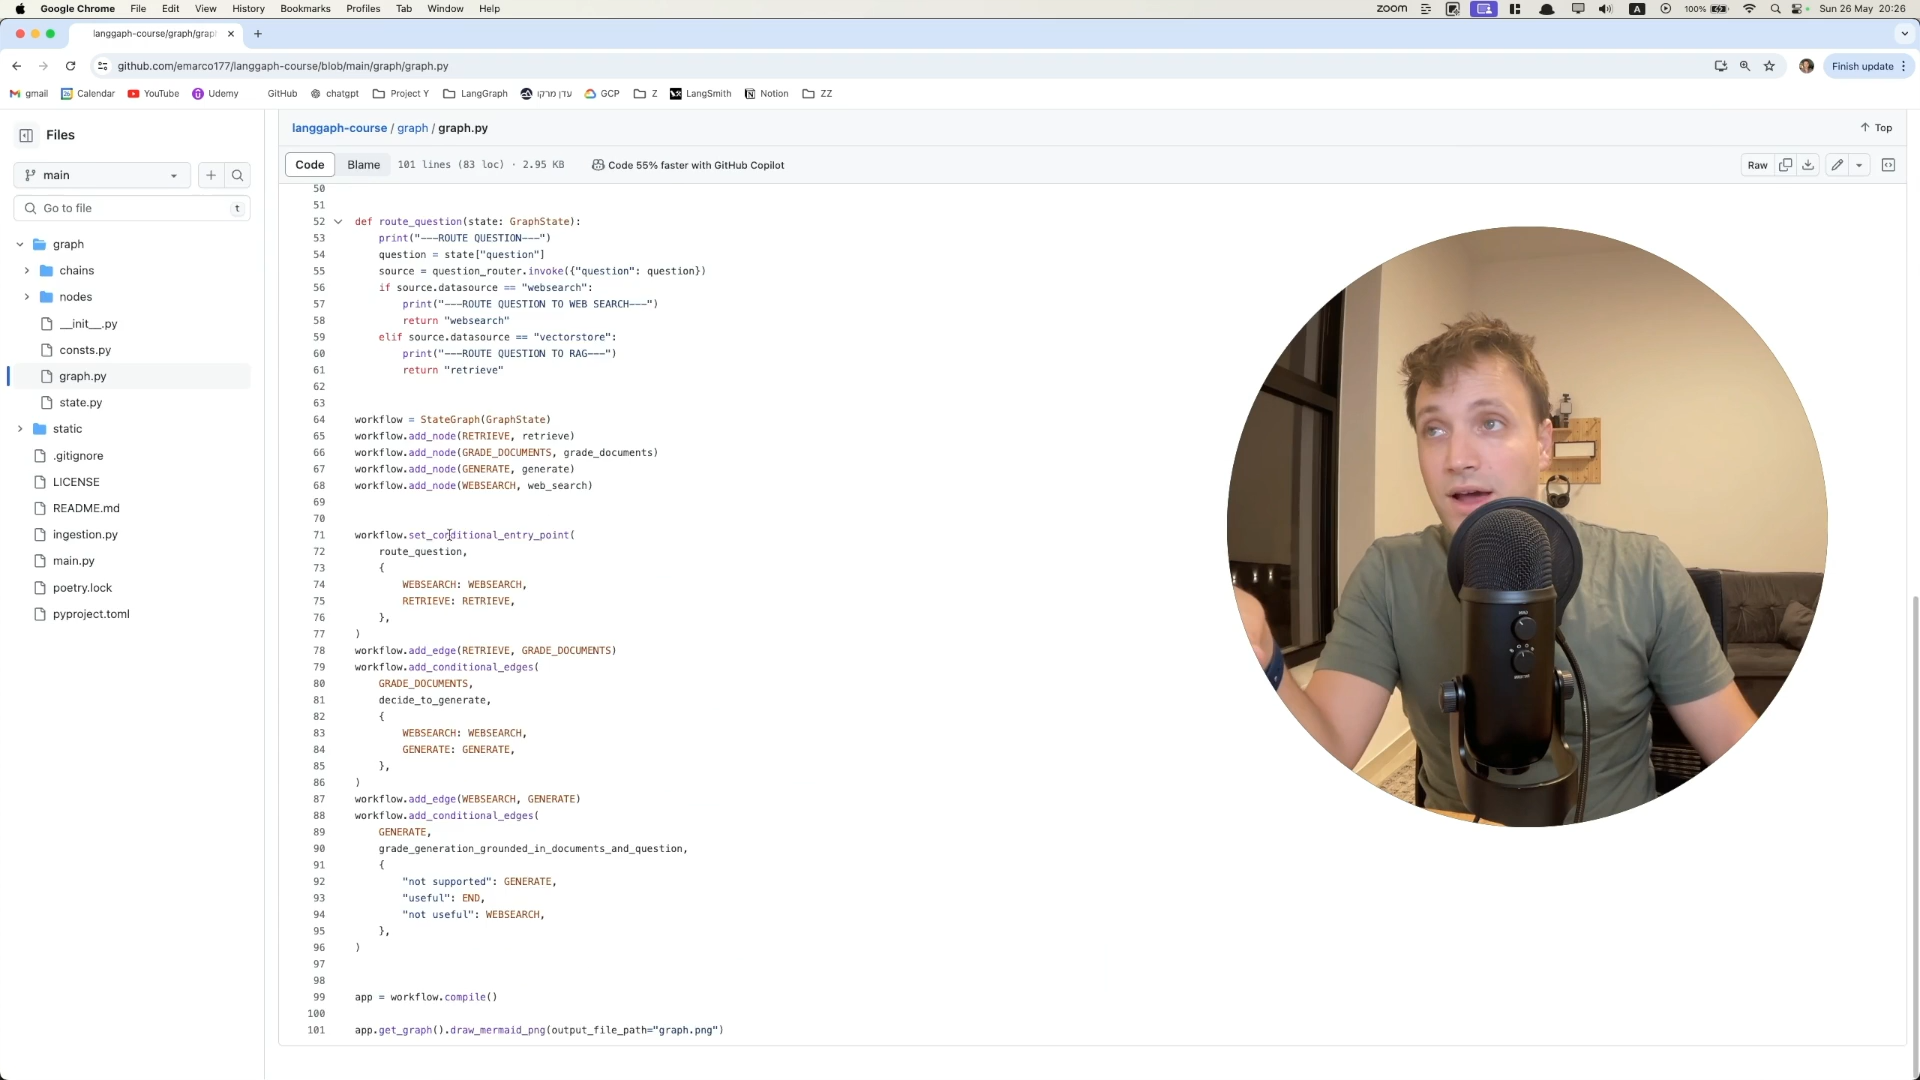 Google Chrome File Edit View History Bookmarks Profiles Tab Window Help zoom A 100% Sun 26 May 20:26
langgaph-course/graph/grap
github.com/emarco177/langgaph-course/blob/main/graph/graph.py Finish update
gmail Calendar YouTube Udemy GitHub chatgpt Project Y LangGraph עדן מרקו GCP Z LangSmith Notion ZZ
Files
main
Go to file t
graph
chains
nodes
__init__.py
consts.py
graph.py
state.py
static
.gitignore
LICENSE
README.md
ingestion.py
main.py
poetry.lock
pyproject.toml
langgaph-course / graph / graph.py Top
Code Blame 101 lines (83 loc) · 2.95 KB Code 55% faster with GitHub Copilot Raw
50
51
52 def route_question(state: GraphState):
53 print("---ROUTE QUESTION---")
54 question = state["question"]
55 source = question_router.invoke({"question": question})
56 if source.datasource == "websearch":
57 print("---ROUTE QUESTION TO WEB SEARCH---")
58 return "websearch"
59 elif source.datasource == "vectorstore":
60 print("---ROUTE QUESTION TO RAG---")
61 return "retrieve"
62
63
64 workflow = StateGraph(GraphState)
65 workflow.add_node(RETRIEVE, retrieve)
66 workflow.add_node(GRADE_DOCUMENTS, grade_documents)
67 workflow.add_node(GENERATE, generate)
68 workflow.add_node(WEBSEARCH, web_search)
69
70
71 workflow.set_conditional_entry_point(
72 route_question,
73 {
74 WEBSEARCH: WEBSEARCH,
75 RETRIEVE: RETRIEVE,
76 },
77 )
78 workflow.add_edge(RETRIEVE, GRADE_DOCUMENTS)
79 workflow.add_conditional_edges(
80 GRADE_DOCUMENTS,
81 decide_to_generate,
82 {
83 WEBSEARCH: WEBSEARCH,
84 GENERATE: GENERATE,
85 },
86 )
87 workflow.add_edge(WEBSEARCH, GENERATE)
88 workflow.add_conditional_edges(
89 GENERATE,
90 grade_generation_grounded_in_documents_and_question,
91 {
92 "not supported": GENERATE,
93 "useful": END,
94 "not useful": WEBSEARCH,
95 },
96 )
97
98
99 app = workflow.compile()
100
101 app.get_graph().draw_mermaid_png(output_file_path="graph.png")